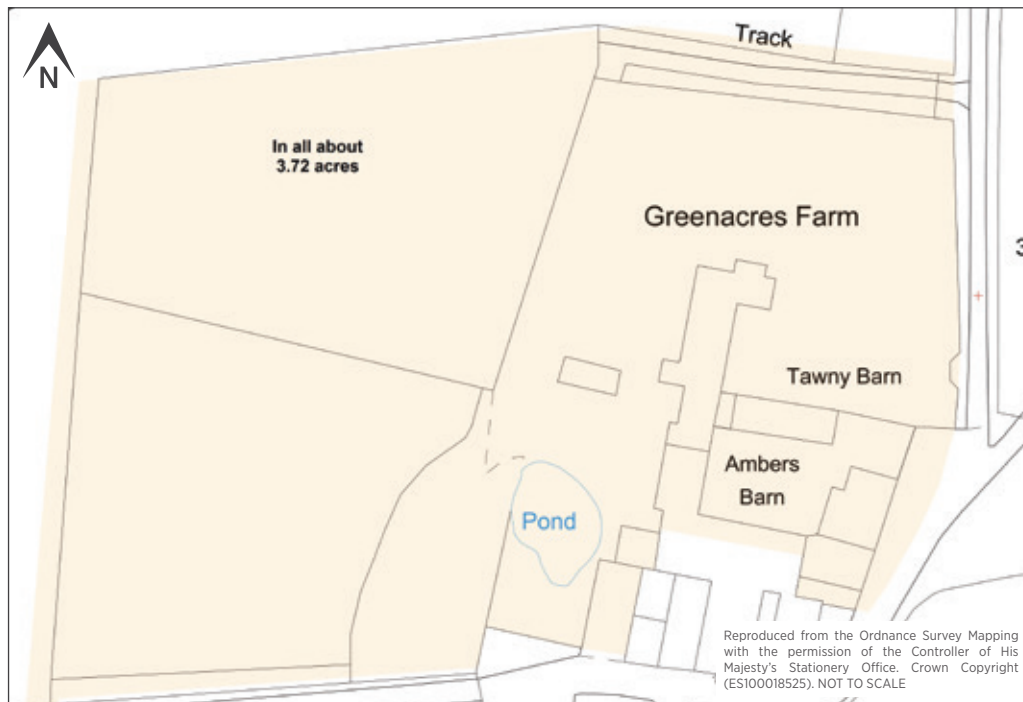 N
Track
In all about
3.72 acres
Greenacres Farm
3
Tawny Barn
Ambers
Barn
Pond
Reproduced from the Ordnance Survey Mapping
with the permission of the Controller of His
Majesty's Stationery Office. Crown Copyright
(ES100018525). NOT TO SCALE